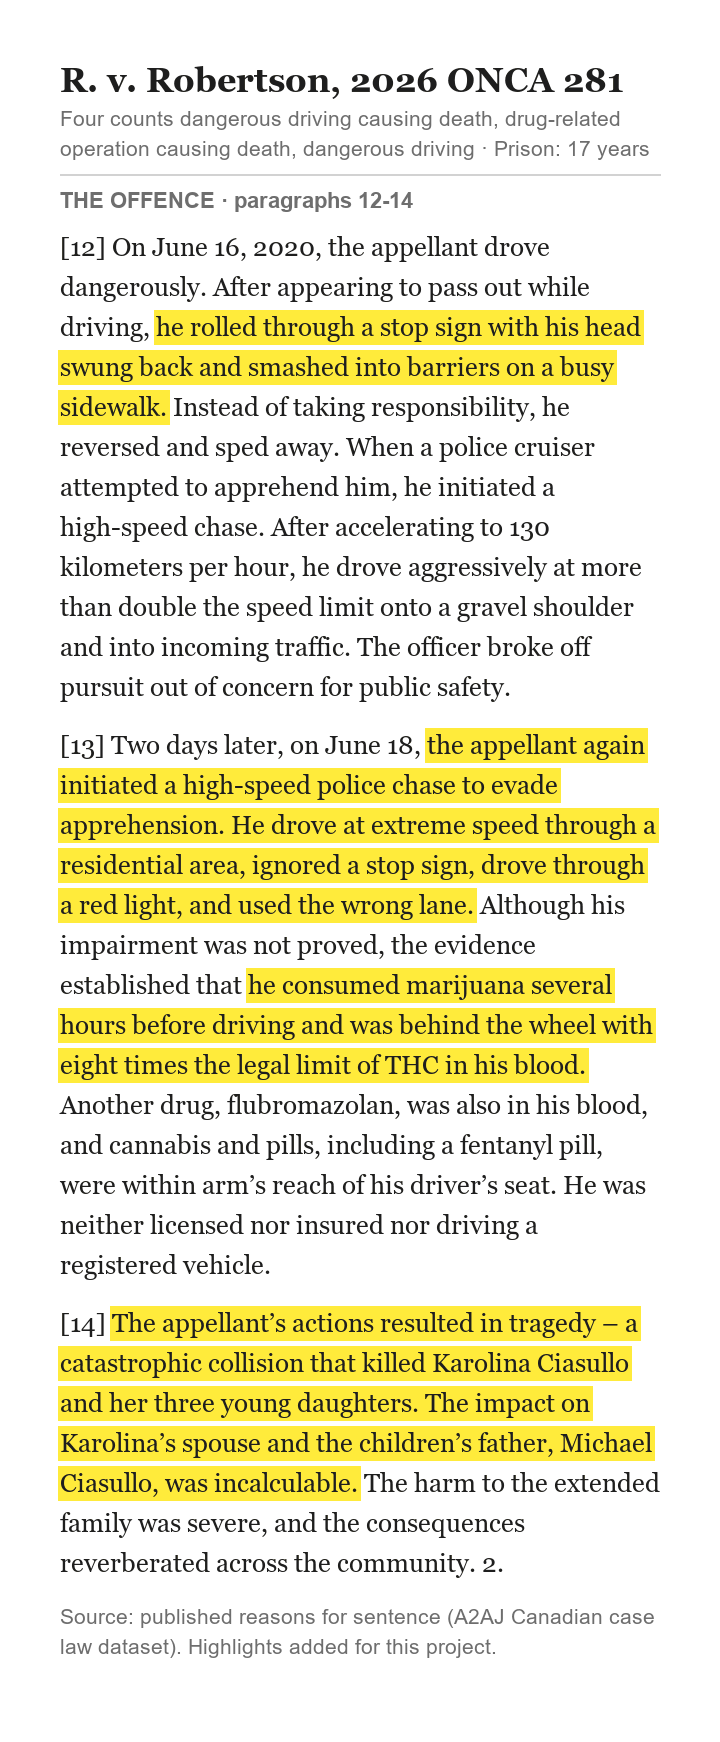 R. v. Robertson, 2026 ONCA 281
Four counts dangerous driving causing death, drug-related
operation causing death, dangerous driving · Prison: 17 years
THE OFFENCE · paragraphs 12-14
[12] On June 16, 2020, the appellant drove
dangerously. After appearing to pass out while
driving, he rolled through a stop sign with his head
swung back and smashed into barriers on a busy
sidewalk. Instead of taking responsibility, he
reversed and sped away. When a police cruiser
attempted to apprehend him, he initiated a
high-speed chase. After accelerating to 130
kilometers per hour, he drove aggressively at more
than double the speed limit onto a gravel shoulder
and into incoming traffic. The officer broke off
pursuit out of concern for public safety.
[13] Two days later, on June 18, the appellant again
initiated a high-speed police chase to evade
apprehension. He drove at extreme speed through a
residential area, ignored a stop sign, drove through
a red light, and used the wrong lane. Although his
impairment was not proved, the evidence
established that he consumed marijuana several
hours before driving and was behind the wheel with
eight times the legal limit of THC in his blood.
Another drug, flubromazolan, was also in his blood,
and cannabis and pills, including a fentanyl pill,
were within arm’s reach of his driver’s seat. He was
neither licensed nor insured nor driving a
registered vehicle.
[14] The appellant’s actions resulted in tragedy – a
catastrophic collision that killed Karolina Ciasullo
and her three young daughters. The impact on
Karolina’s spouse and the children’s father, Michael
Ciasullo, was incalculable. The harm to the extended
family was severe, and the consequences
reverberated across the community. 2.
Source: published reasons for sentence (A2AJ Canadian case
law dataset). Highlights added for this project.